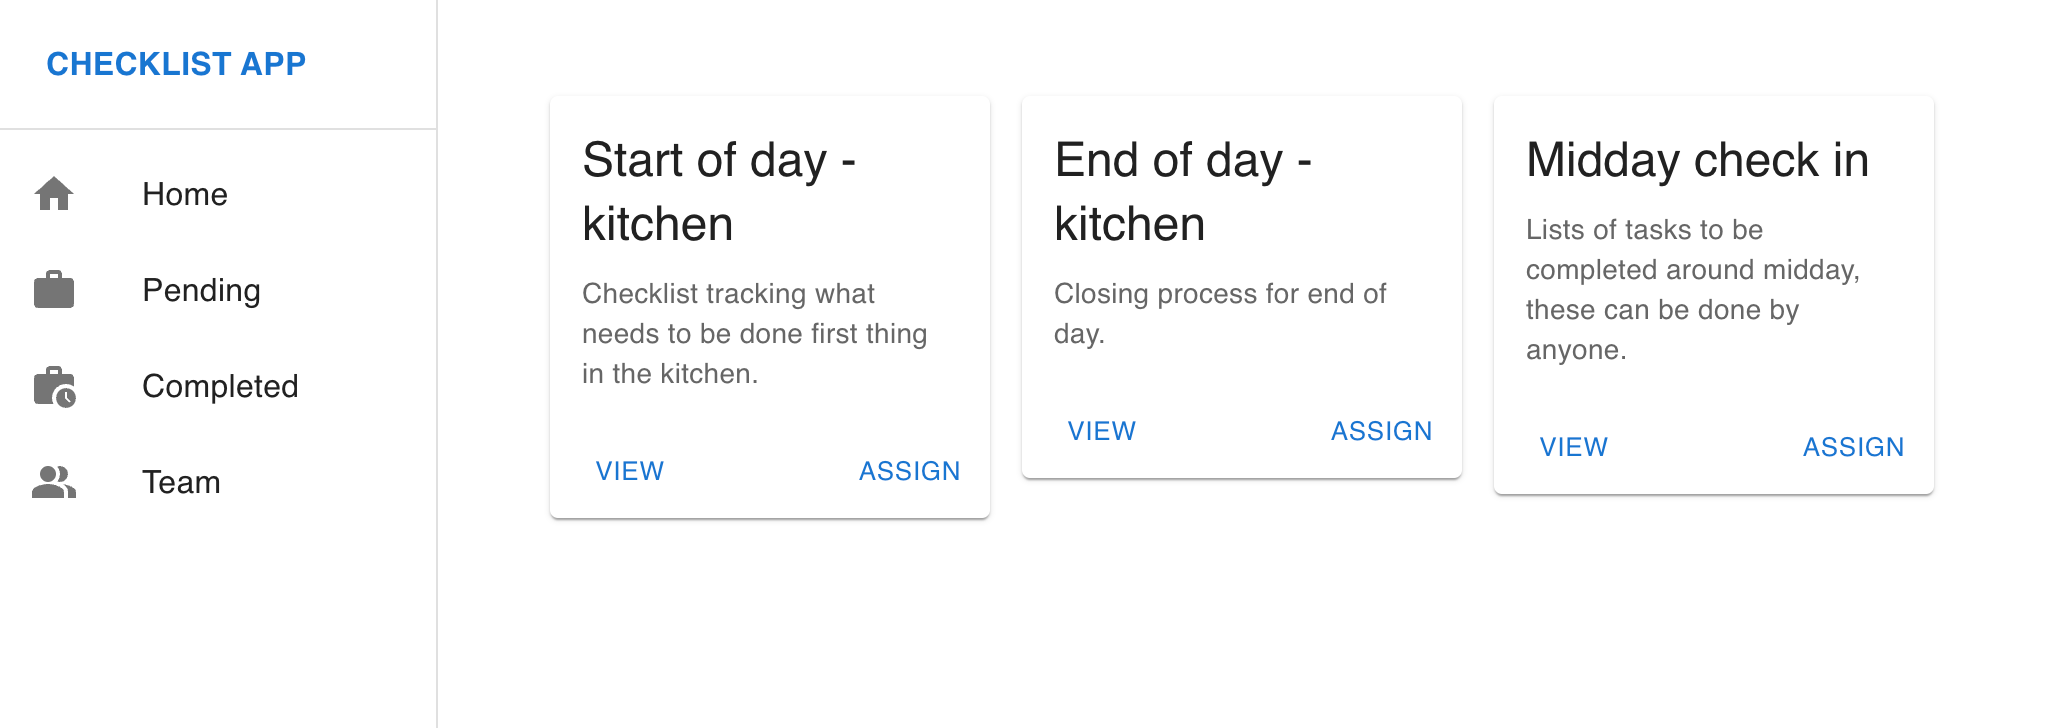 CHECKLIST APP
Home
Pending
Completed
Team
Start of day -
kitchen
Checklist tracking what
needs to be done first thing
in the kitchen.
VIEW ASSIGN
End of day -
kitchen
Closing process for end of
day.
VIEW ASSIGN
Midday check in
Lists of tasks to be
completed around midday,
these can be done by
anyone.
VIEW ASSIGN